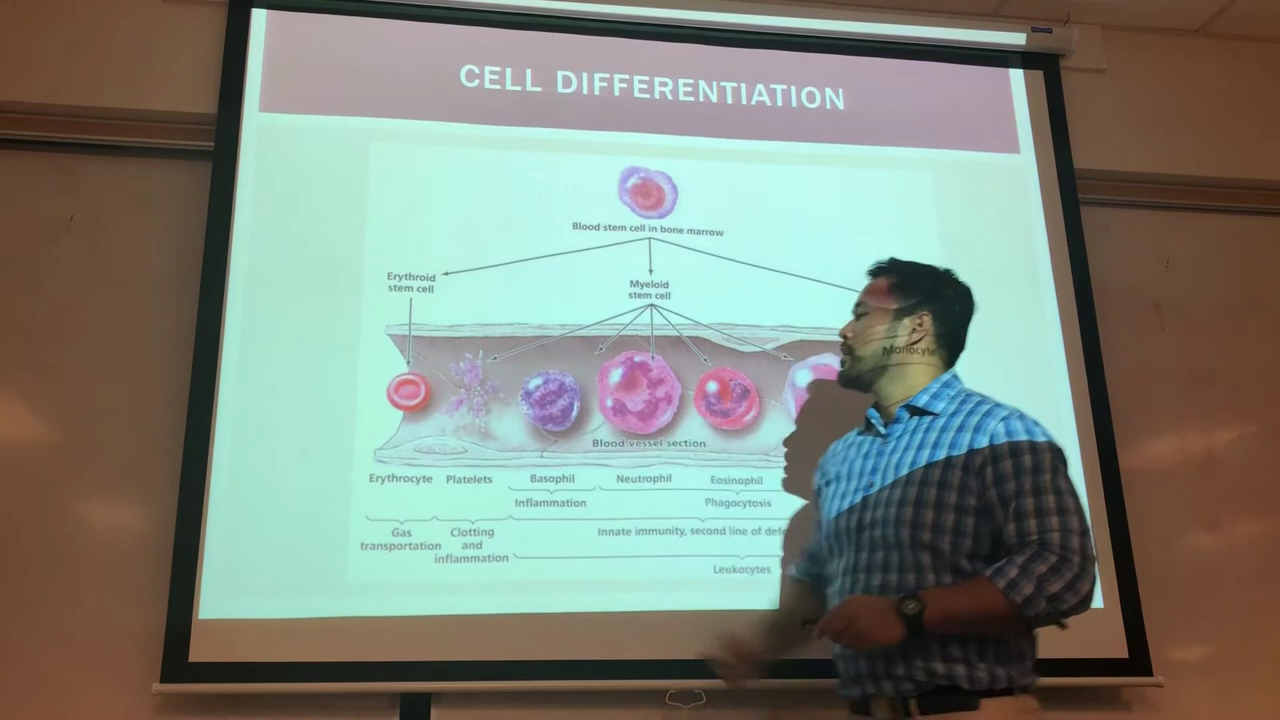 CELL DIFFERENTIATION
Blood stem cell in bone marrow
Erythroid
stem cell
Myeloid
stem cell
Monocyte
Blood vessel section
Erythrocyte
Platelets
Basophil
Neutrophil
Eosinophil
Inflammation
Phagocytosis
Gas
transportation
Clotting
and
inflammation
Innate immunity, second line of
Leukocytes